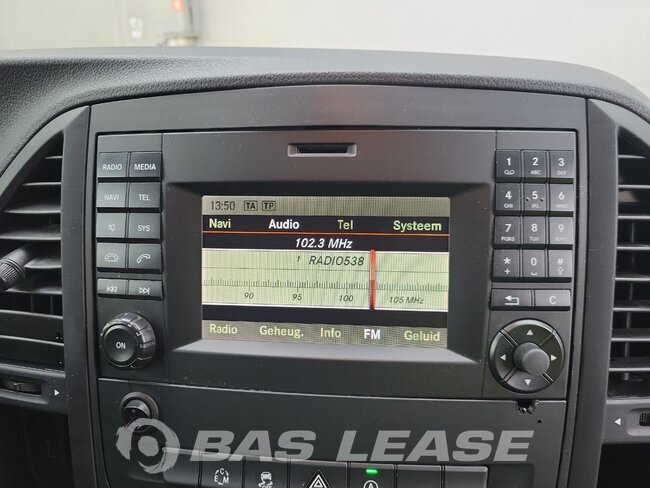 RADIO MEDIA
NAVI TEL
SYS
ON
13:50 TA TP
Navi Audio Tel Systeem
102.3 MHz
1 RADIO538
90 95 100 105 MHz
Radio Geheug. Info FM Geluid
1 2 ABC 3 DEF
4 GHI 5 JKL 6 MNO
7 PQRS 8 TUV 9 WXYZ
* 0 #
C
BAS LEASE
C E M
OFF
A